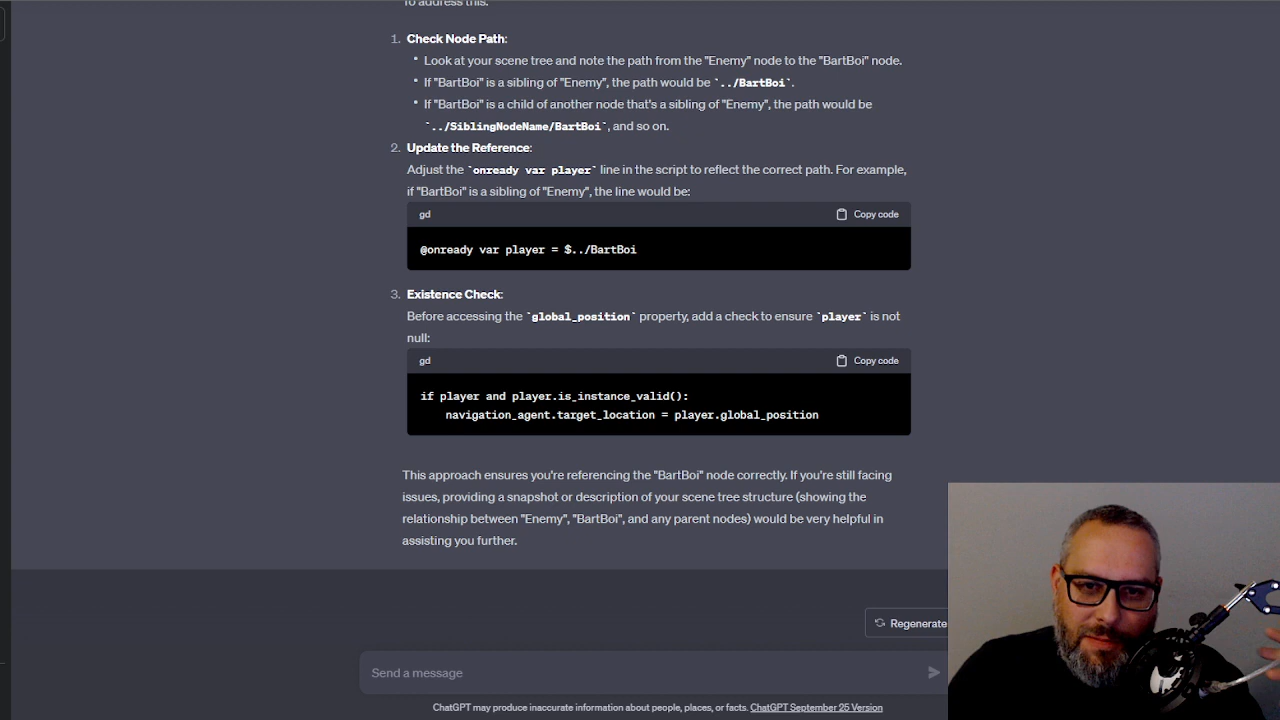 To address this.
1. Check Node Path:
• Look at your scene tree and note the path from the "Enemy" node to the "BartBoi" node.
• If "BartBoi" is a sibling of "Enemy", the path would be `../BartBoi`.
• If "BartBoi" is a child of another node that's a sibling of "Enemy", the path would be
`../SiblingNodeName/BartBoi`, and so on.
2. Update the Reference:
Adjust the `onready var player` line in the script to reflect the correct path. For example,
if "BartBoi" is a sibling of "Enemy", the line would be:
gd Copy code
@onready var player = $../BartBoi
3. Existence Check:
Before accessing the `global_position` property, add a check to ensure `player` is not
null:
gd Copy code
if player and player.is_instance_valid():
navigation_agent.target_location = player.global_position
This approach ensures you're referencing the "BartBoi" node correctly. If you're still facing
issues, providing a snapshot or description of your scene tree structure (showing the
relationship between "Enemy", "BartBoi", and any parent nodes) would be very helpful in
assisting you further.
Regenerate
Send a message
ChatGPT may produce inaccurate information about people, places, or facts. ChatGPT September 25 Version